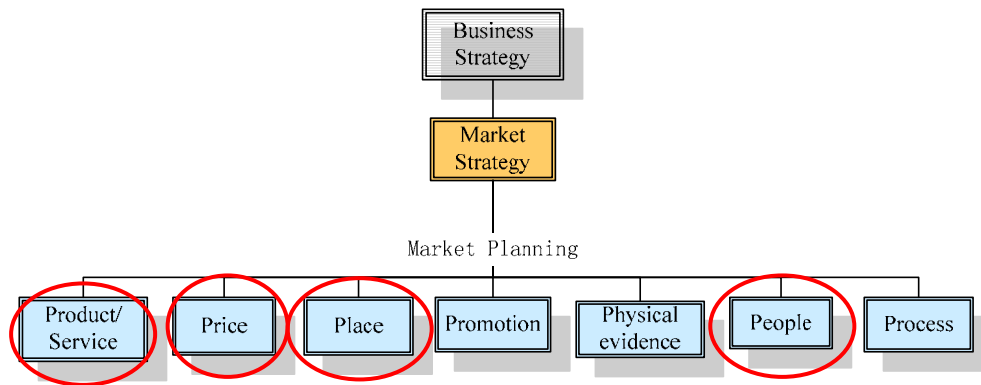 Business
Strategy
Market
Strategy
Market Planning
Product/
Service
Price
Place
Promotion
Physical
evidence
People
Process